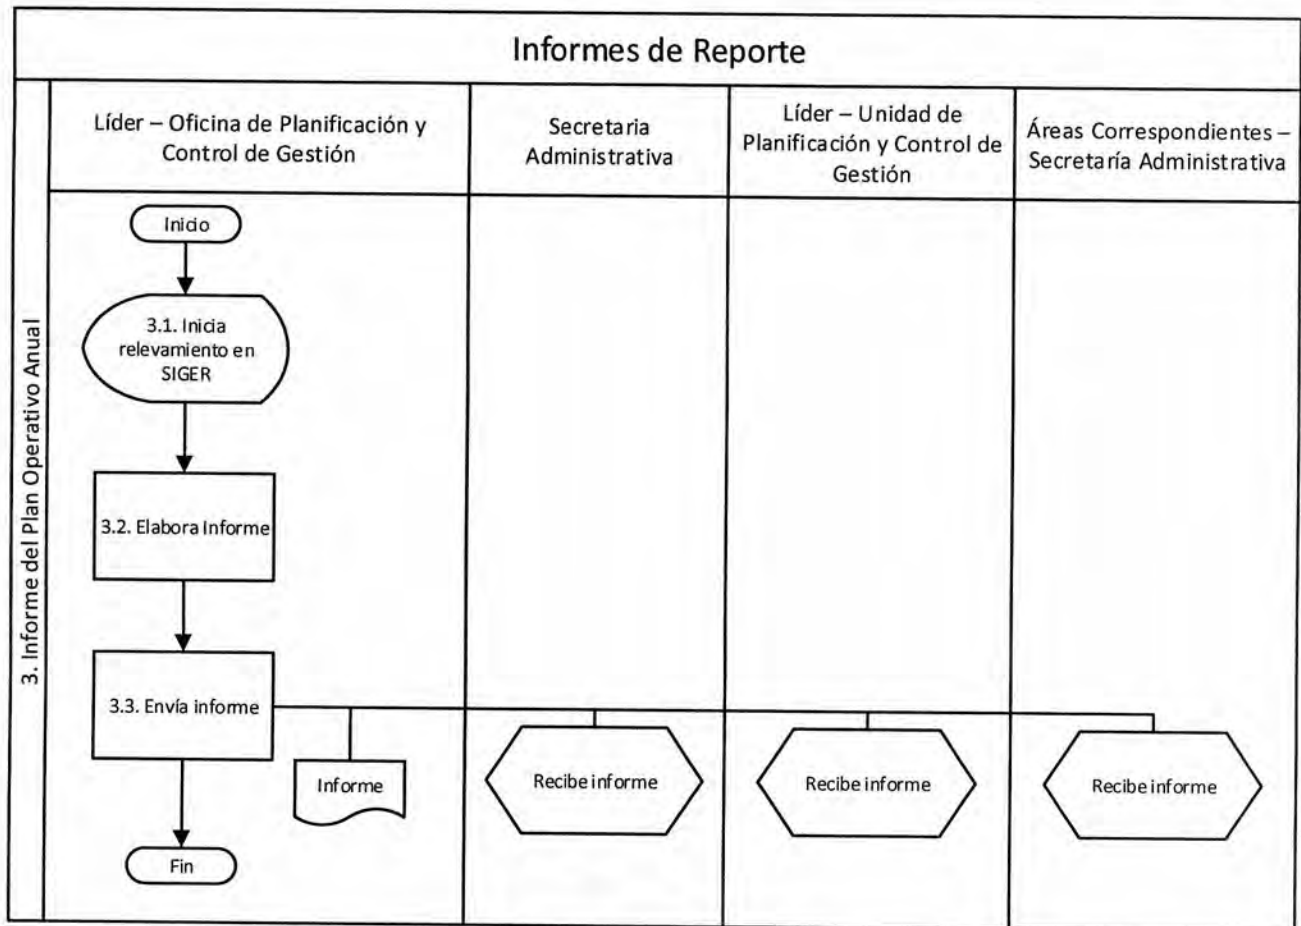 Informes de Reporte
Líder – Oficina de Planificación y
Control de Gestión
Secretaria
Administrativa
Líder – Unidad de
Planificación y Control de
Gestión
Áreas Correspondientes –
Secretaría Administrativa
3. Informe del Plan Operativo Anual
Inicio
3.1. Inicia
relevamiento en
SIGER
3.2. Elabora Informe
3.3. Envía informe
Informe
Recibe informe
Recibe informe
Recibe informe
Fin